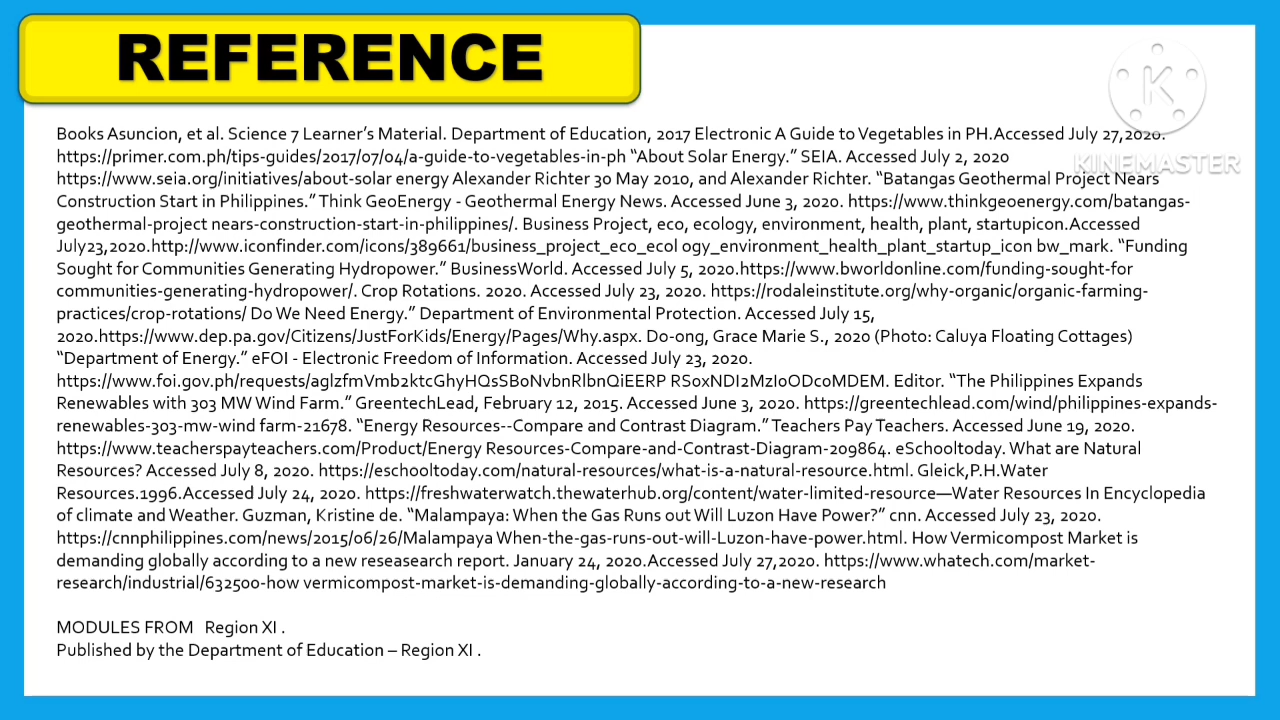 REFERENCE
K
KINEMASTER
Books Asuncion, et al. Science 7 Learner’s Material. Department of Education, 2017 Electronic A Guide to Vegetables in PH.Accessed July 27,2020.
https://primer.com.ph/tips-guides/2017/07/04/a-guide-to-vegetables-in-ph “About Solar Energy.” SEIA. Accessed July 2, 2020
https://www.seia.org/initiatives/about-solar energy Alexander Richter 30 May 2010, and Alexander Richter. “Batangas Geothermal Project Nears
Construction Start in Philippines.” Think GeoEnergy - Geothermal Energy News. Accessed June 3, 2020. https://www.thinkgeoenergy.com/batangas-
geothermal-project nears-construction-start-in-philippines/. Business Project, eco, ecology, environment, health, plant, startupicon.Accessed
July23,2020.http://www.iconfinder.com/icons/389661/business_project_eco_ecol ogy_environment_health_plant_startup_icon bw_mark. “Funding
Sought for Communities Generating Hydropower.” BusinessWorld. Accessed July 5, 2020.https://www.bworldonline.com/funding-sought-for
communities-generating-hydropower/. Crop Rotations. 2020. Accessed July 23, 2020. https://rodaleinstitute.org/why-organic/organic-farming-
practices/crop-rotations/ Do We Need Energy.” Department of Environmental Protection. Accessed July 15,
2020.https://www.dep.pa.gov/Citizens/JustForKids/Energy/Pages/Why.aspx. Do-ong, Grace Marie S., 2020 (Photo: Caluya Floating Cottages)
“Department of Energy.” eFOI - Electronic Freedom of Information. Accessed July 23, 2020.
https://www.foi.gov.ph/requests/aglzfmVmb2ktcGhyHQsSB0NvbnRlbnQiEERP RS0xNDI2MzI0ODc0MDEM. Editor. “The Philippines Expands
Renewables with 303 MW Wind Farm.” GreentechLead, February 12, 2015. Accessed June 3, 2020. https://greentechlead.com/wind/philippines-expands-
renewables-303-mw-wind farm-21678. “Energy Resources--Compare and Contrast Diagram.” Teachers Pay Teachers. Accessed June 19, 2020.
https://www.teacherspayteachers.com/Product/Energy Resources-Compare-and-Contrast-Diagram-209864. eSchooltoday. What are Natural
Resources? Accessed July 8, 2020. https://eschooltoday.com/natural-resources/what-is-a-natural-resource.html. Gleick,P.H.Water
Resources.1996.Accessed July 24, 2020. https://freshwaterwatch.thewaterhub.org/content/water-limited-resource—Water Resources In Encyclopedia
of climate and Weather. Guzman, Kristine de. “Malampaya: When the Gas Runs out Will Luzon Have Power?” cnn. Accessed July 23, 2020.
https://cnnphilippines.com/news/2015/06/26/Malampaya When-the-gas-runs-out-will-Luzon-have-power.html. How Vermicompost Market is
demanding globally according to a new reseasearch report. January 24, 2020.Accessed July 27,2020. https://www.whatech.com/market-
research/industrial/632500-how vermicompost-market-is-demanding-globally-according-to-a-new-research
MODULES FROM Region XI .
Published by the Department of Education – Region XI .